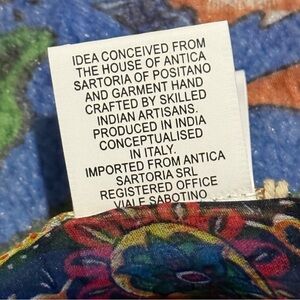 IDEA CONCEIVED FROM
THE HOUSE OF ANTICA
SARTORIA OF POSITANO
AND GARMENT HAND
CRAFTED BY SKILLED
INDIAN ARTISANS.
PRODUCED IN INDIA
CONCEPTUALISED
IN ITALY.
IMPORTED FROM ANTICA
SARTORIA SRL
REGISTERED OFFICE
VIALE SABOTINO